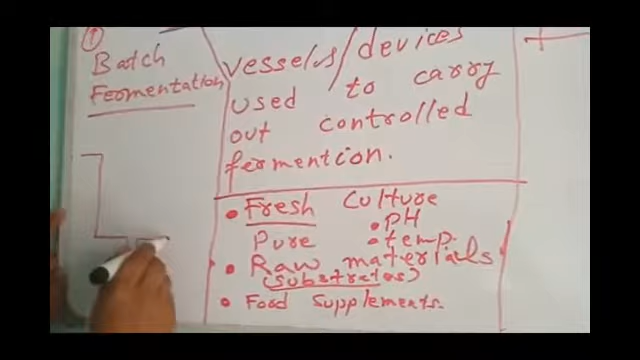 ①
Batch
Fermentation
vessels/devices
used to carry
out controlled
fermention.
• Fresh Culture
Pure • PH
• temp.
• Raw materials
(substrates)
• Food supplements.